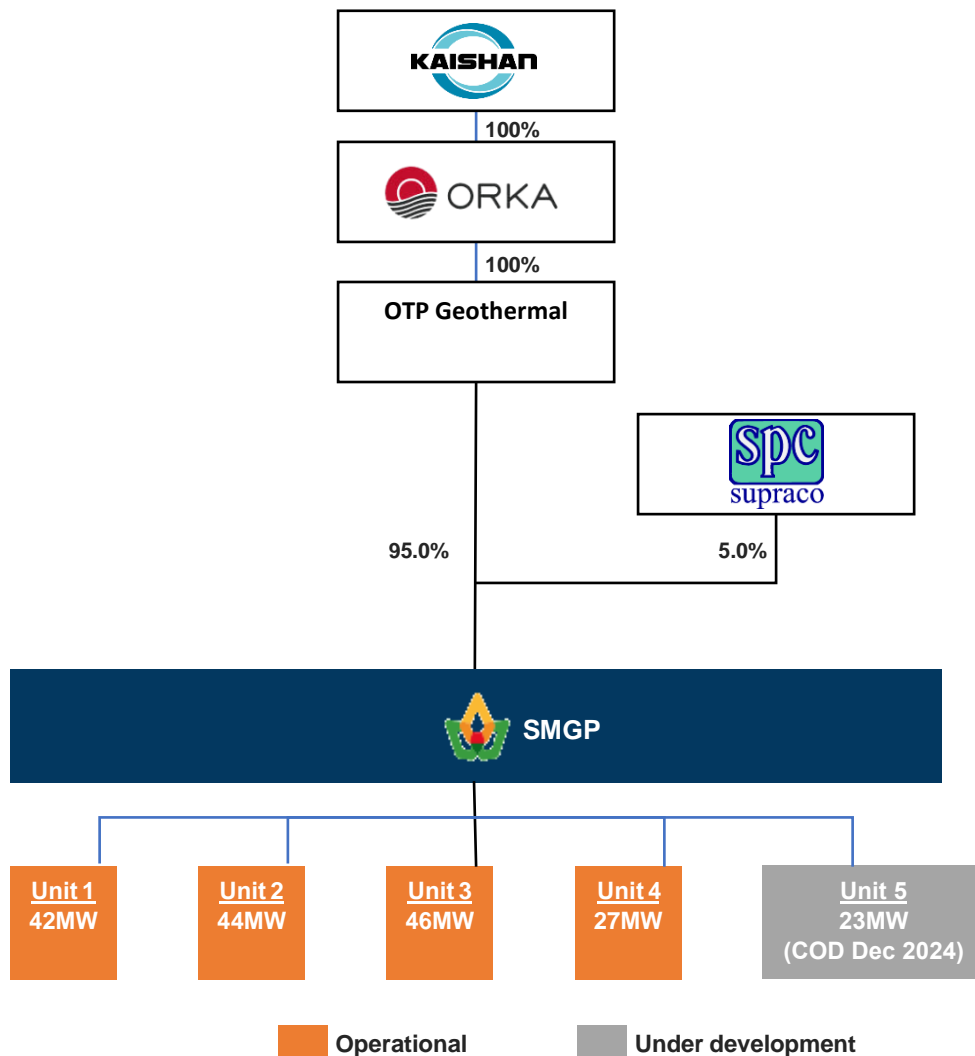 KAISHAN
100%
ORKA
100%
OTP Geothermal
spc
supraco
95.0%
5.0%
SMGP
Unit 1
42MW
Unit 2
44MW
Unit 3
46MW
Unit 4
27MW
Unit 5
23MW
(COD Dec 2024)
Operational
Under development